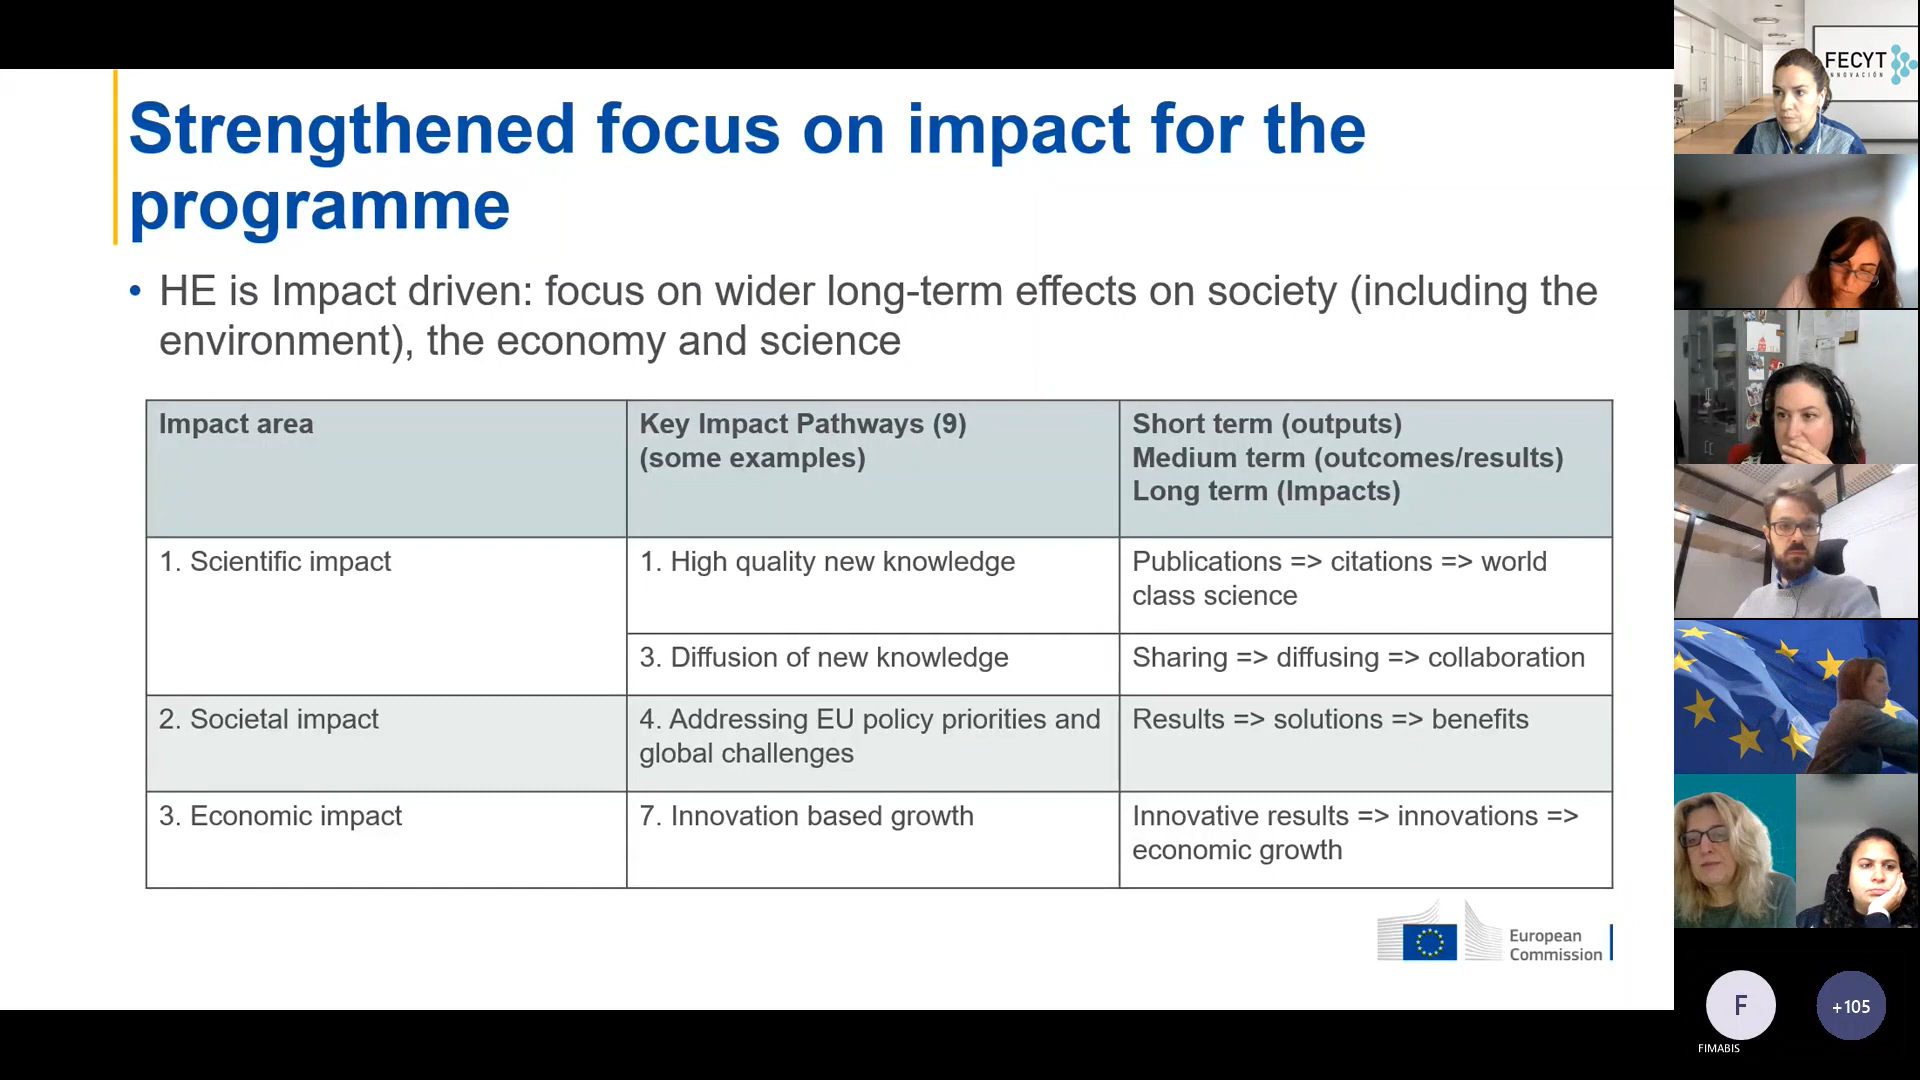 Strengthened focus on impact for the
programme
• HE is Impact driven: focus on wider long-term effects on society (including the
environment), the economy and science
Impact area
Key Impact Pathways (9)
(some examples)
Short term (outputs)
Medium term (outcomes/results)
Long term (Impacts)
1. Scientific impact
1. High quality new knowledge
Publications => citations => world
class science
3. Diffusion of new knowledge
Sharing => diffusing => collaboration
2. Societal impact
4. Addressing EU policy priorities and
global challenges
Results => solutions => benefits
3. Economic impact
7. Innovation based growth
Innovative results => innovations =>
economic growth
European
Commission
FECYT
INNOVACIÓN
F
+105
FIMABIS